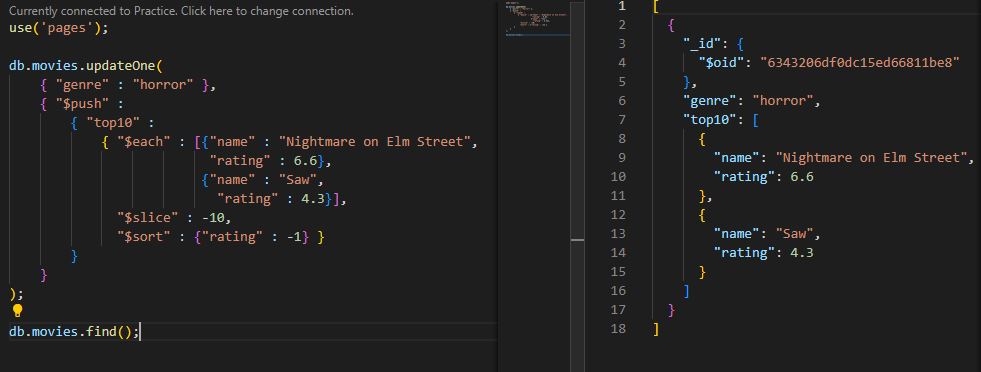 Currently connected to Practice. Click here to change connection.
use('pages');
db.movies.updateOne(
{ "genre" : "horror" },
{ "$push" :
{ "top10" :
{ "$each" : [{"name" : "Nightmare on Elm Street",
"rating" : 6.6},
{"name" : "Saw",
"rating" : 4.3}],
"$slice" : -10,
"$sort" : {"rating" : -1} }
}
}
);
db.movies.find();
1 [
2 {
3 "_id": {
4 "$oid": "6343206df0dc15ed66811be8"
5 },
6 "genre": "horror",
7 "top10": [
8 {
9 "name": "Nightmare on Elm Street",
10 "rating": 6.6
11 },
12 {
13 "name": "Saw",
14 "rating": 4.3
15 }
16 ]
17 }
18 ]